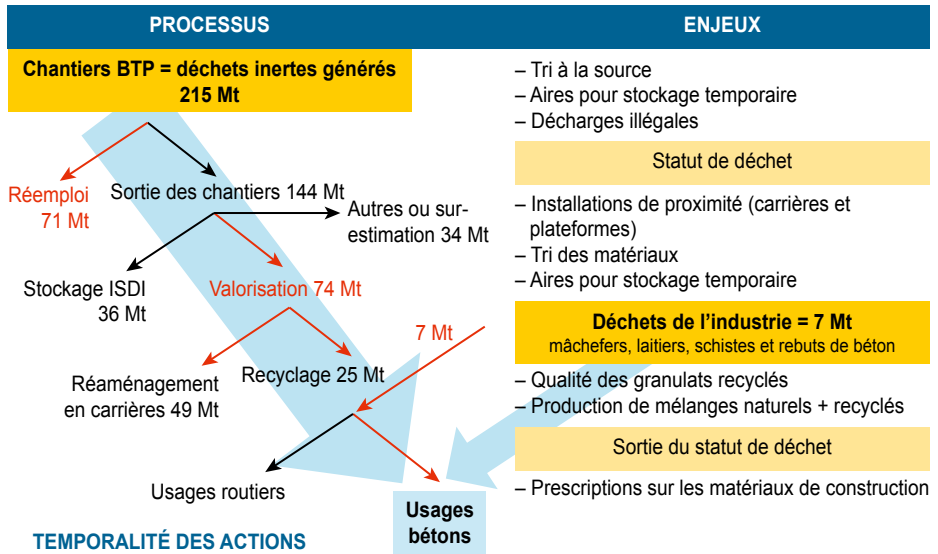 PROCESSUS
Chantiers BTP = déchets inertes générés
215 Mt
Réemploi
71 Mt
Sortie des chantiers 144 Mt
Autres ou sur-
estimation 34 Mt
Stockage ISDI
36 Mt
Valorisation 74 Mt
7 Mt
Réaménagement
en carrières 49 Mt
Recyclage 25 Mt
Usages routiers
Usages
bétons
TEMPORALITÉ DES ACTIONS
ENJEUX
– Tri à la source
– Aires pour stockage temporaire
– Décharges illégales
Statut de déchet
– Installations de proximité (carrières et
plateformes)
– Tri des matériaux
– Aires pour stockage temporaire
Déchets de l’industrie = 7 Mt
mâchefers, laitiers, schistes et rebuts de béton
– Qualité des granulats recyclés
– Production de mélanges naturels + recyclés
Sortie du statut de déchet
– Prescriptions sur les matériaux de construction